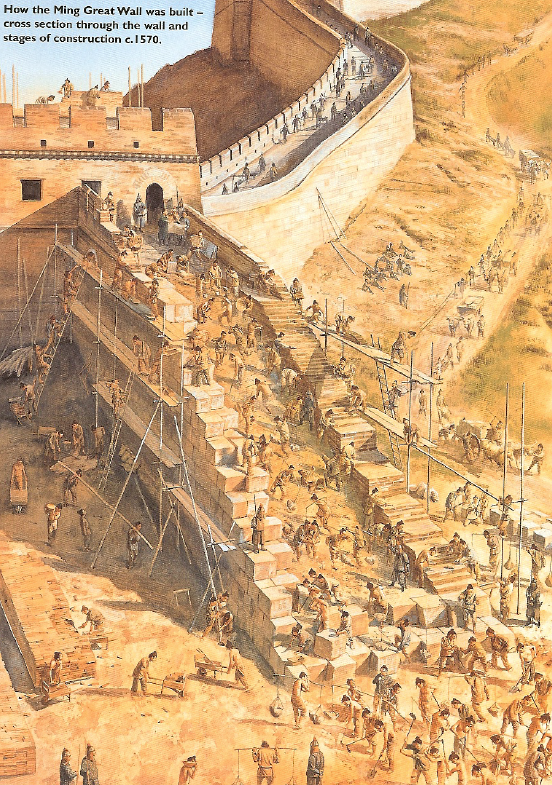 How the Ming Great Wall was built –
cross section through the wall and
stages of construction c.1570.